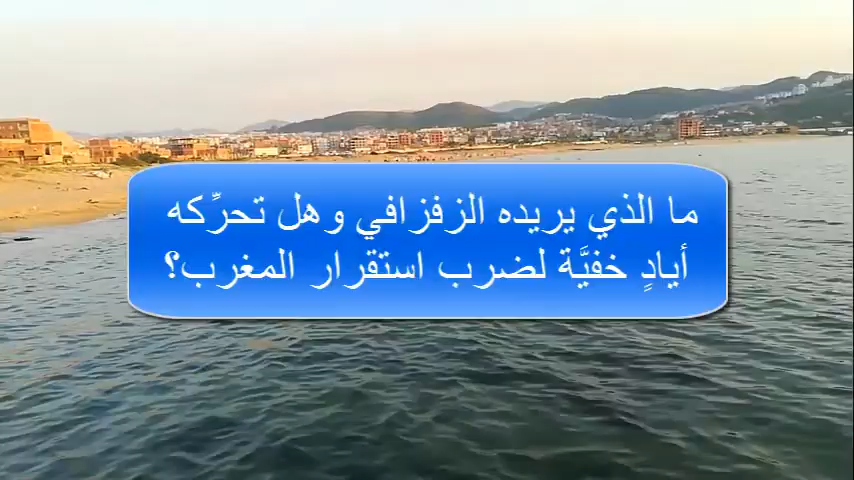 ما الذي يريده الزفزافي وهل تحرِّكه
أيادٍ خفيَّة لضرب استقرار المغرب؟